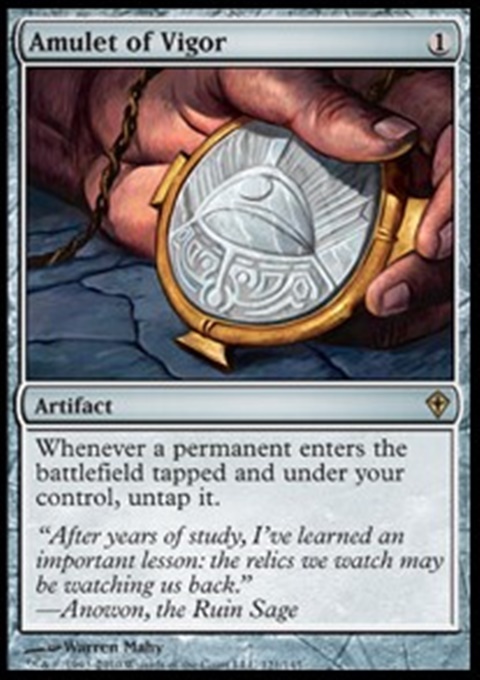 Amulet of Vigor 1
Artifact
Whenever a permanent enters the
battlefield tapped and under your
control, untap it.
“After years of study, I’ve learned an
important lesson: the relics we watch may
be watching us back.”
—Anowon, the Ruin Sage
Warren Mahy